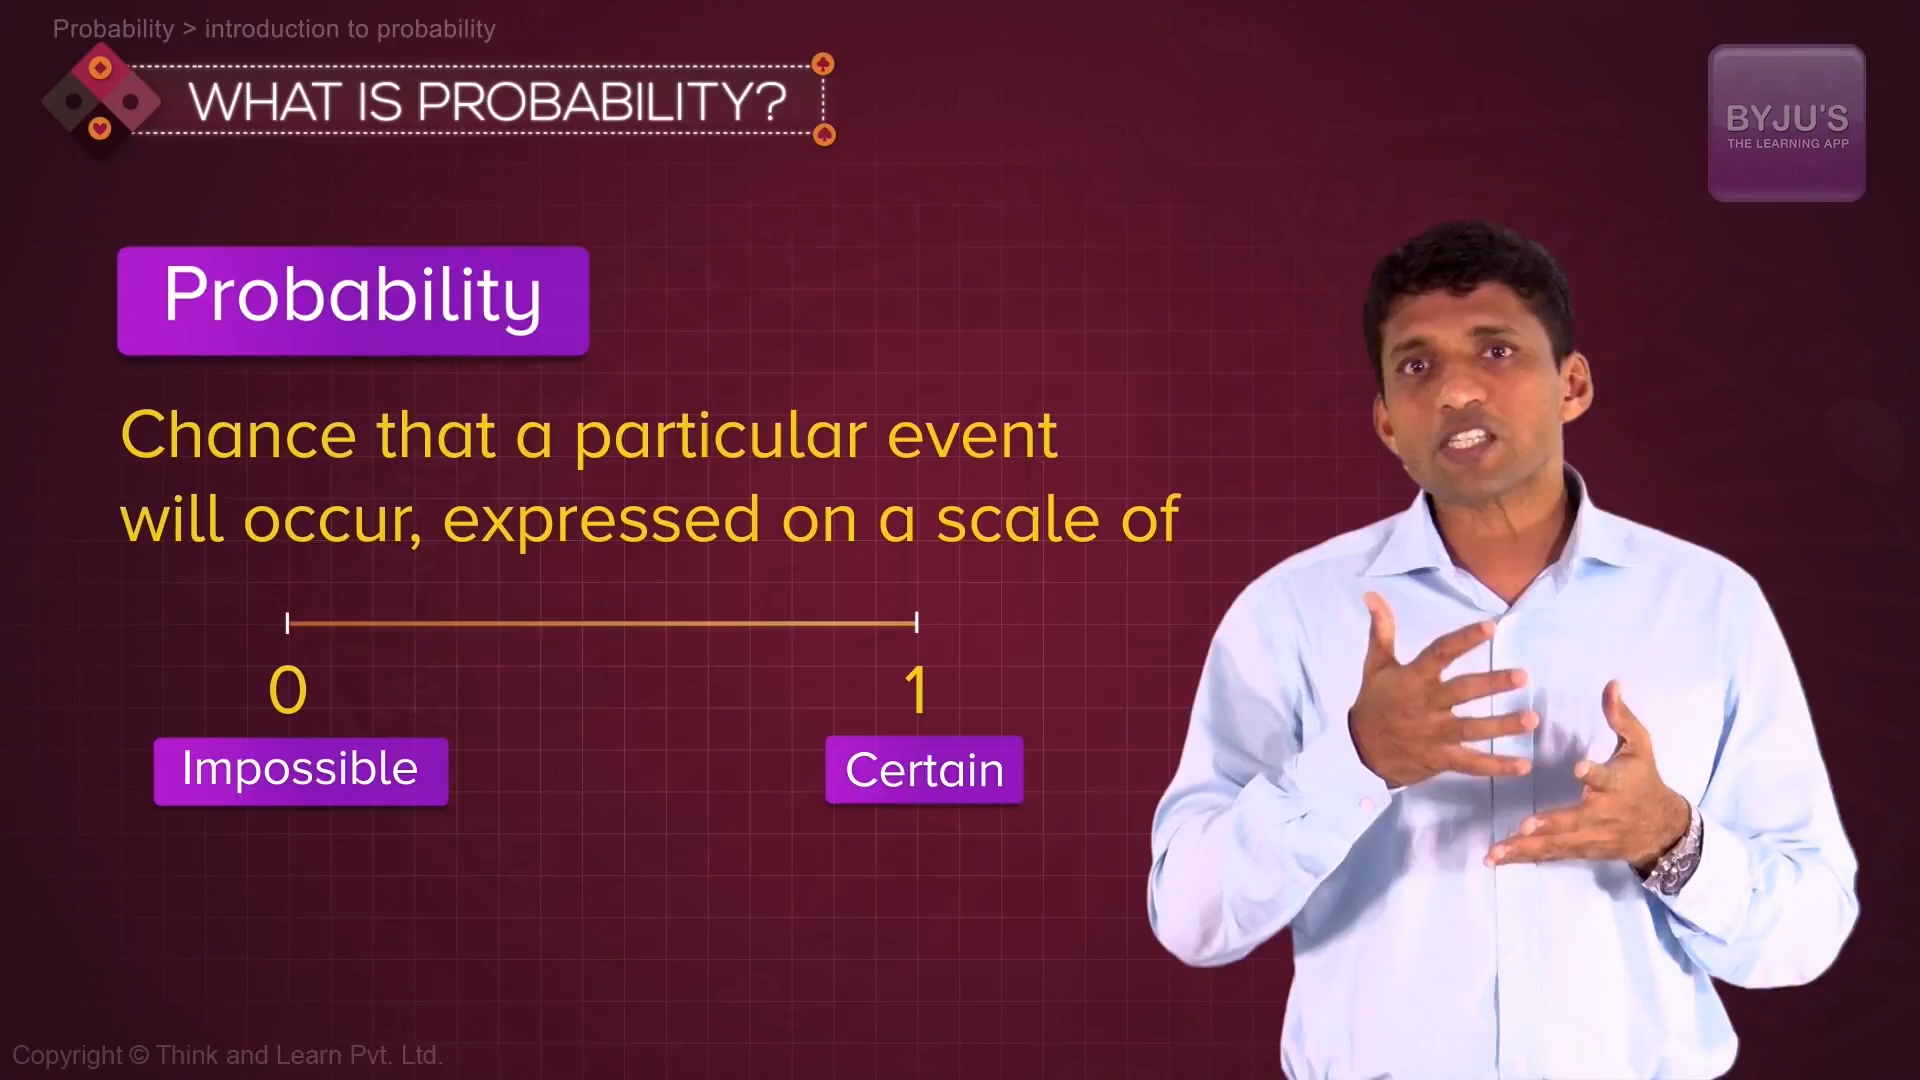 Probability > introduction to probability
WHAT IS PROBABILITY?
BYJU'S
THE LEARNING APP
Probability
Chance that a particular event
will occur, expressed on a scale of
0 1
Impossible Certain
Copyright © Think and Learn Pvt. Ltd.